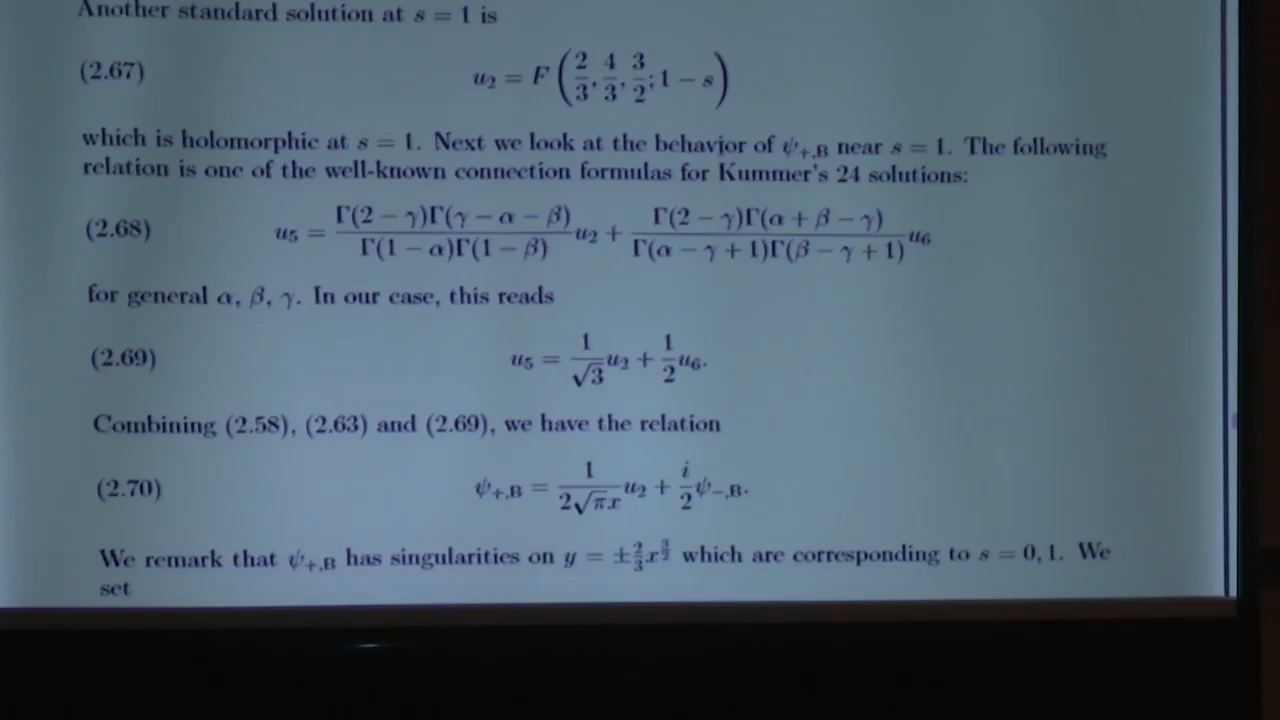 Another standard solution at s = 1 is
(2.67) u₂ = F(2/3, 4/3, 3/2; 1 − s)
which is holomorphic at s = 1. Next we look at the behavior of ψ₊,B near s = 1. The following
relation is one of the well-known connection formulas for Kummer's 24 solutions:
(2.68) u₅ = Γ(2 − γ)Γ(γ − α − β)/Γ(1 − α)Γ(1 − β) u₂ + Γ(2 − γ)Γ(α + β − γ)/Γ(α − γ + 1)Γ(β − γ + 1) u₆
for general α, β, γ. In our case, this reads
(2.69) u₅ = 1/√3 u₂ + 1/2 u₆.
Combining (2.58), (2.63) and (2.69), we have the relation
(2.70) ψ₊,B = 1/(2√πx) u₂ + i/2 ψ₋,B.
We remark that ψ₊,B has singularities on y = ±2/3 x^(3/2) which are corresponding to s = 0, 1. We
set